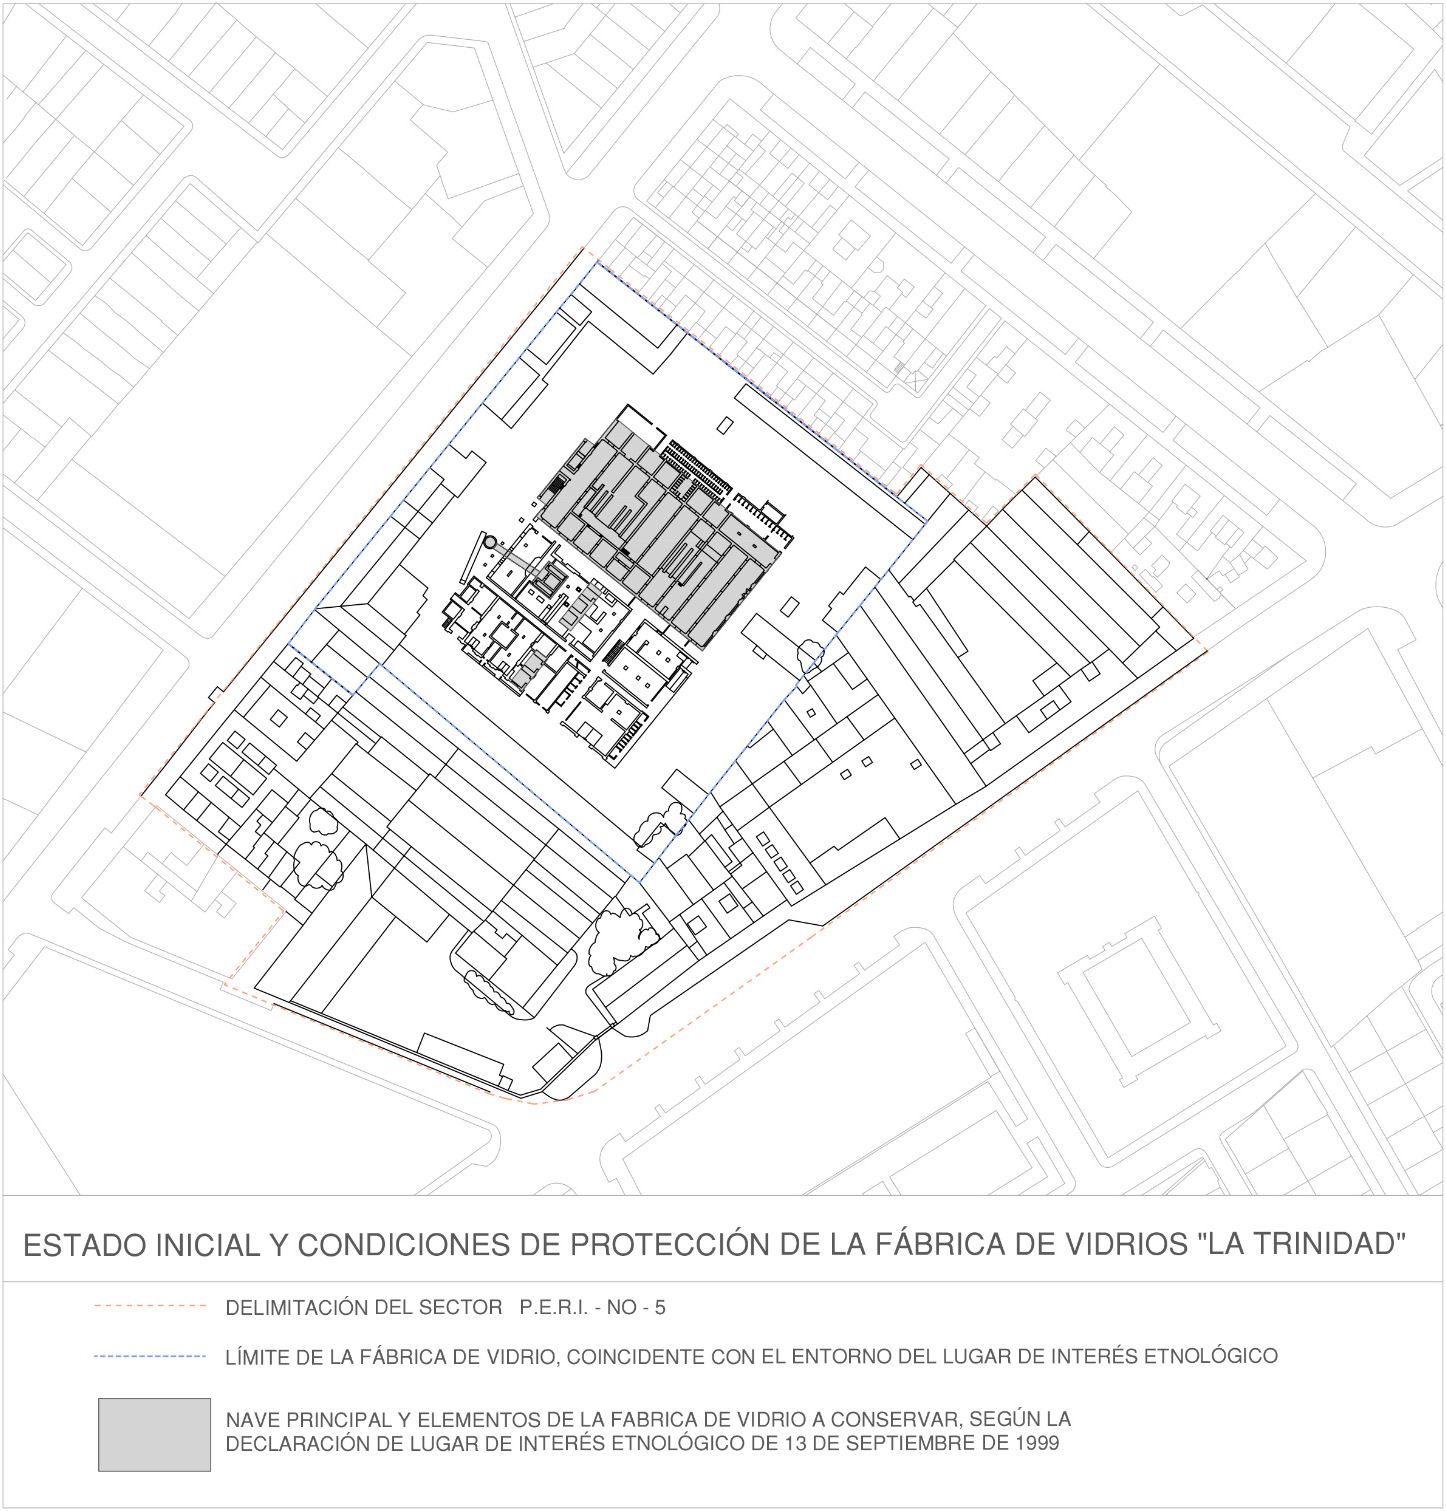 ESTADO INICIAL Y CONDICIONES DE PROTECCIÓN DE LA FÁBRICA DE VIDRIOS "LA TRINIDAD"
DELIMITACIÓN DEL SECTOR P.E.R.I. - NO - 5
LÍMITE DE LA FÁBRICA DE VIDRIO, COINCIDENTE CON EL ENTORNO DEL LUGAR DE INTERÉS ETNOLÓGICO
NAVE PRINCIPAL Y ELEMENTOS DE LA FABRICA DE VIDRIO A CONSERVAR, SEGÚN LA
DECLARACIÓN DE LUGAR DE INTERÉS ETNOLÓGICO DE 13 DE SEPTIEMBRE DE 1999